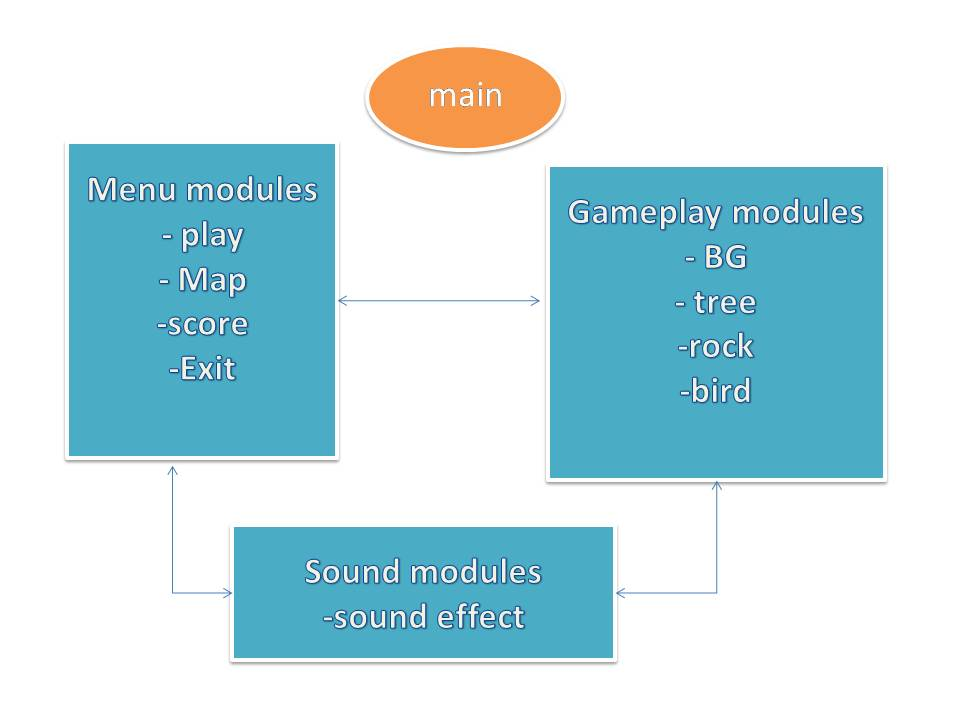 main
Menu modules
- play
- Map
-score
-Exit
Gameplay modules
- BG
- tree
-rock
-bird
Sound modules
-sound effect